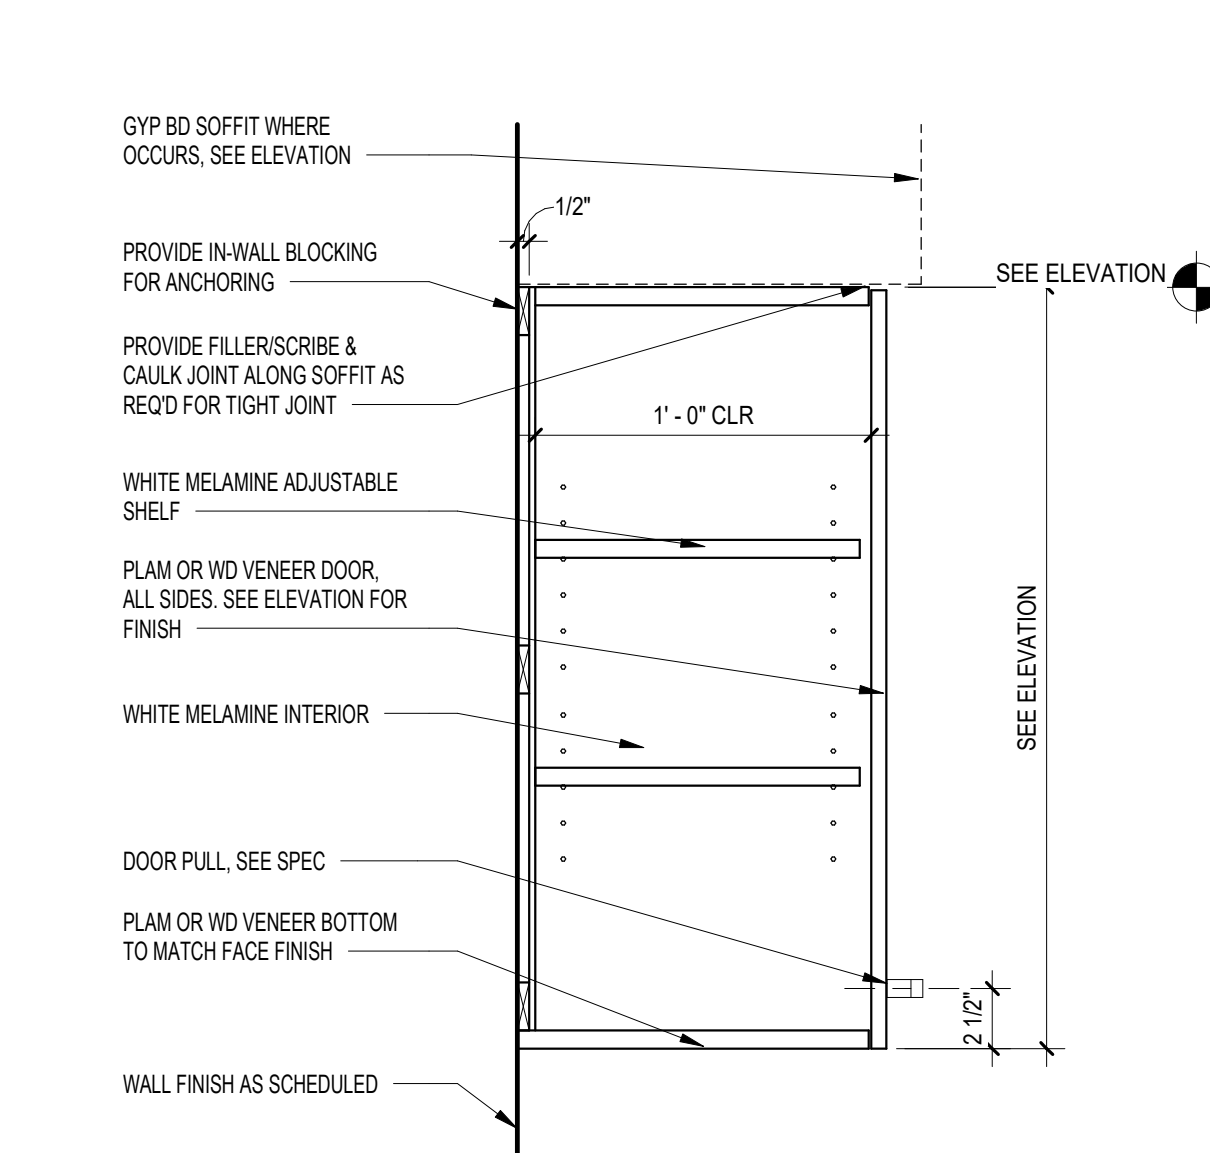 GYP BD SOFFIT WHERE
OCCURS, SEE ELEVATION
1/2"
PROVIDE IN-WALL BLOCKING
FOR ANCHORING
SEE ELEVATION
PROVIDE FILLER/SCRIBE &
CAULK JOINT ALONG SOFFIT AS
REQ'D FOR TIGHT JOINT
1' - 0" CLR
WHITE MELAMINE ADJUSTABLE
SHELF
PLAM OR WD VENEER DOOR,
ALL SIDES. SEE ELEVATION FOR
FINISH
SEE ELEVATION
WHITE MELAMINE INTERIOR
DOOR PULL, SEE SPEC
PLAM OR WD VENEER BOTTOM
TO MATCH FACE FINISH
2 1/2"
WALL FINISH AS SCHEDULED